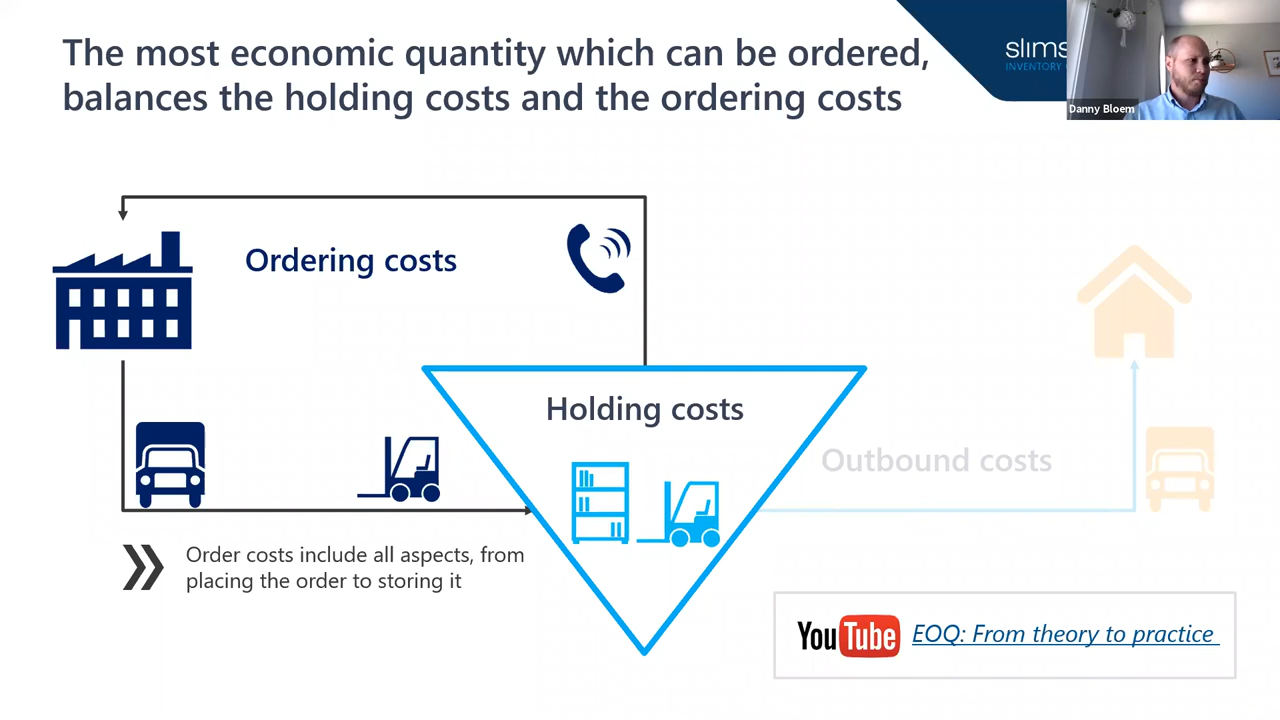 The most economic quantity which can be ordered,
balances the holding costs and the ordering costs
slims
INVENTORY
Danny Bloem
Ordering costs
Holding costs
Outbound costs
Order costs include all aspects, from
placing the order to storing it
YouTube EOQ: From theory to practice